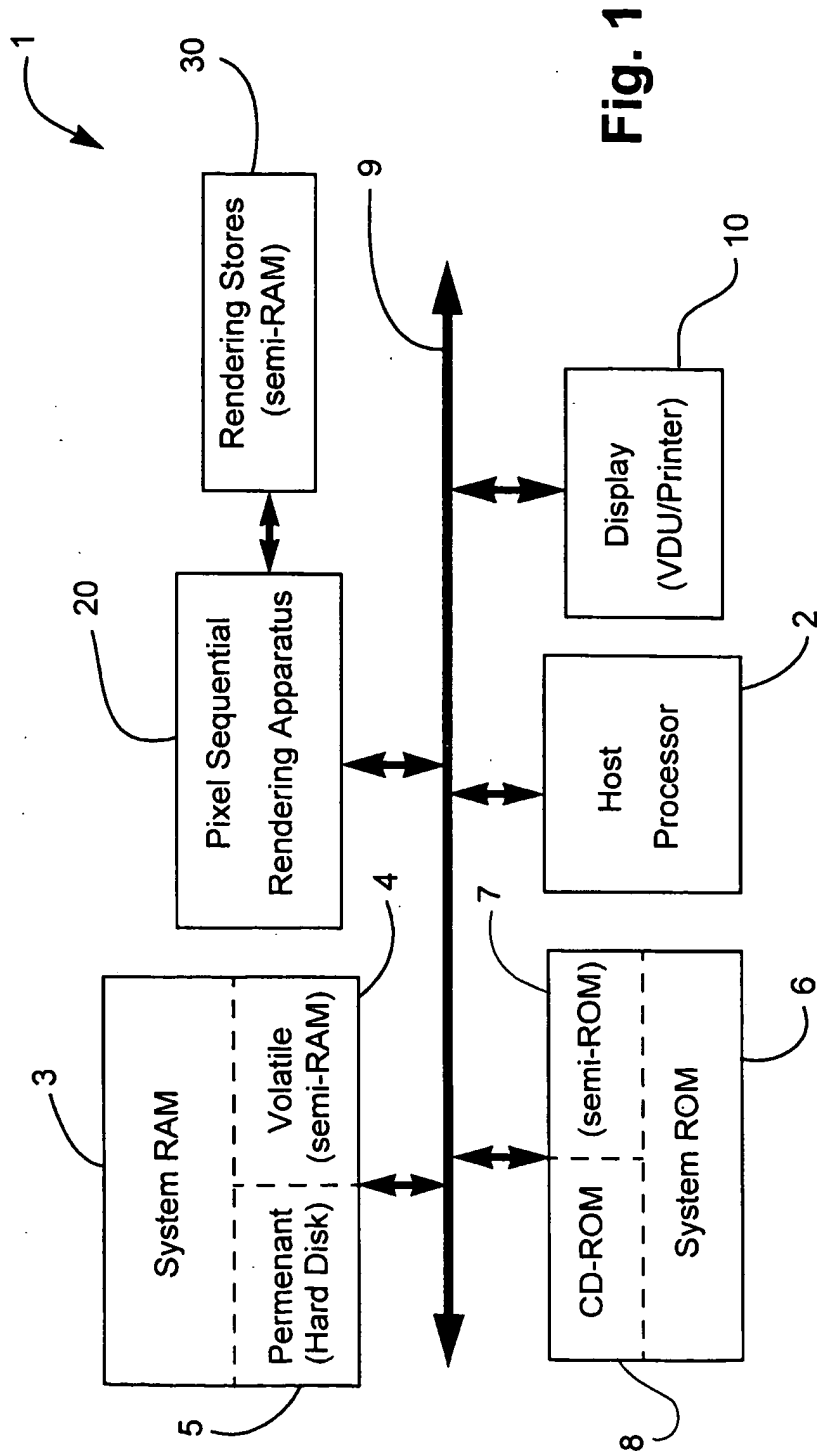 1
3
System RAM
Permenant
(Hard Disk)
Volatile
(semi-RAM)
5
4
20
Pixel Sequential
Rendering Apparatus
30
Rendering Stores
(semi-RAM)
9
8
CD-ROM
7
(semi-ROM)
System ROM
6
Host
Processor
2
Display
(VDU/Printer)
10
Fig. 1